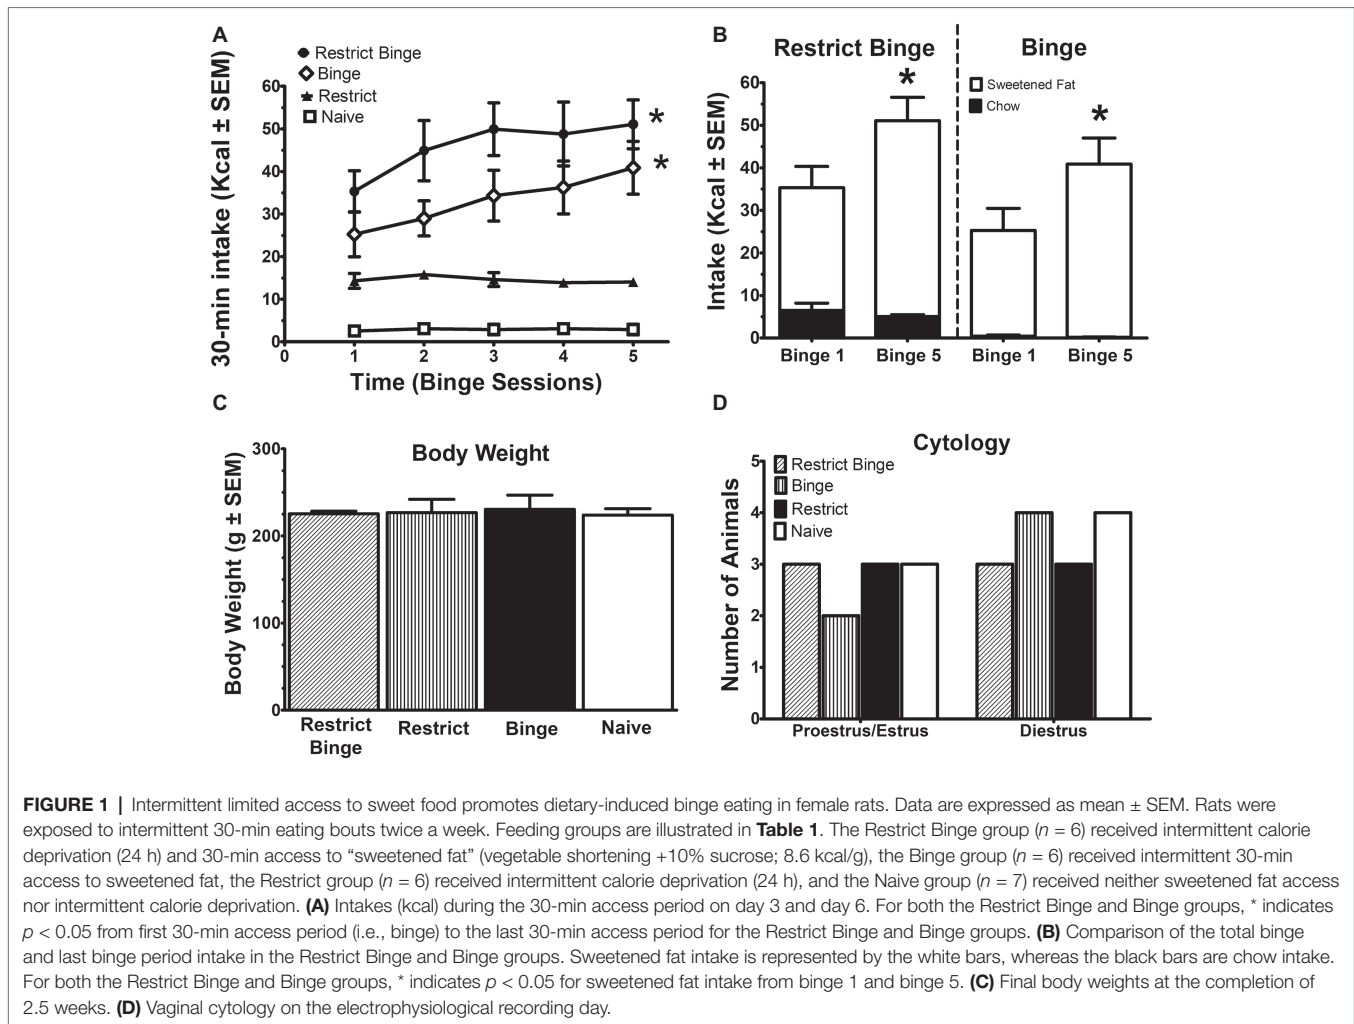 A
Restrict Binge
Binge
Restrict
Naive
30-min intake (Kcal ± SEM)
60
50
40
30
20
10
0
*
*
0 1 2 3 4 5
Time (Binge Sessions)
B
Restrict Binge
Binge
Sweetened Fat
Chow
Intake (Kcal ± SEM)
60
50
40
30
20
10
0
*
*
Binge 1 Binge 5 Binge 1 Binge 5
C
Body Weight
Body Weight (g ± SEM)
300
200
100
0
Restrict
Binge
Restrict
Binge
Naive
D
Cytology
Restrict Binge
Binge
Restrict
Naive
Number of Animals
5
4
3
2
1
0
Proestrus/Estrus
Diestrus
FIGURE 1 | Intermittent limited access to sweet food promotes dietary-induced binge eating in female rats. Data are expressed as mean ± SEM. Rats were
exposed to intermittent 30-min eating bouts twice a week. Feeding groups are illustrated in Table 1. The Restrict Binge group (n = 6) received intermittent calorie
deprivation (24 h) and 30-min access to “sweetened fat” (vegetable shortening +10% sucrose; 8.6 kcal/g), the Binge group (n = 6) received intermittent 30-min
access to sweetened fat, the Restrict group (n = 6) received intermittent calorie deprivation (24 h), and the Naive group (n = 7) received neither sweetened fat access
nor intermittent calorie deprivation. (A) Intakes (kcal) during the 30-min access period on day 3 and day 6. For both the Restrict Binge and Binge groups, * indicates
p < 0.05 from first 30-min access period (i.e., binge) to the last 30-min access period for the Restrict Binge and Binge groups. (B) Comparison of the total binge
and last binge period intake in the Restrict Binge and Binge groups. Sweetened fat intake is represented by the white bars, whereas the black bars are chow intake.
For both the Restrict Binge and Binge groups, * indicates p < 0.05 for sweetened fat intake from binge 1 and binge 5. (C) Final body weights at the completion of
2.5 weeks. (D) Vaginal cytology on the electrophysiological recording day.